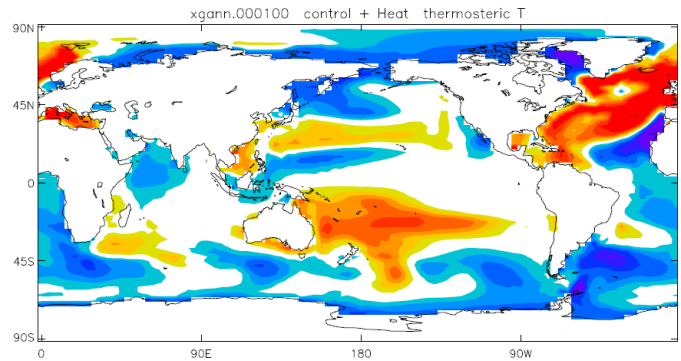 xgann.000100 control + Heat thermosteric T
90N
45N
0
45S
90S
0 90E 180 90W